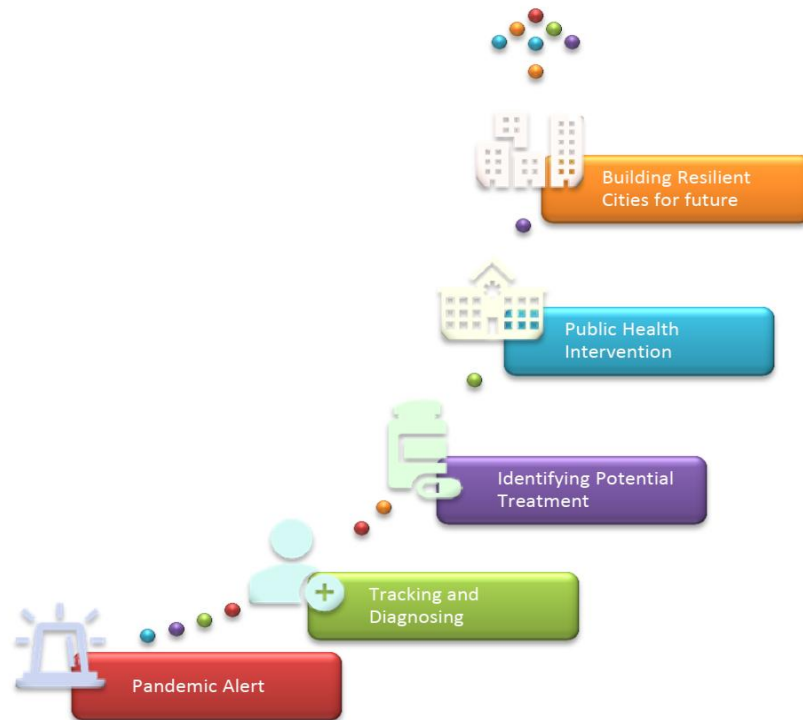 Building Resilient
Cities for future
Public Health
Intervention
Identifying Potential
Treatment
Tracking and
Diagnosing
Pandemic Alert